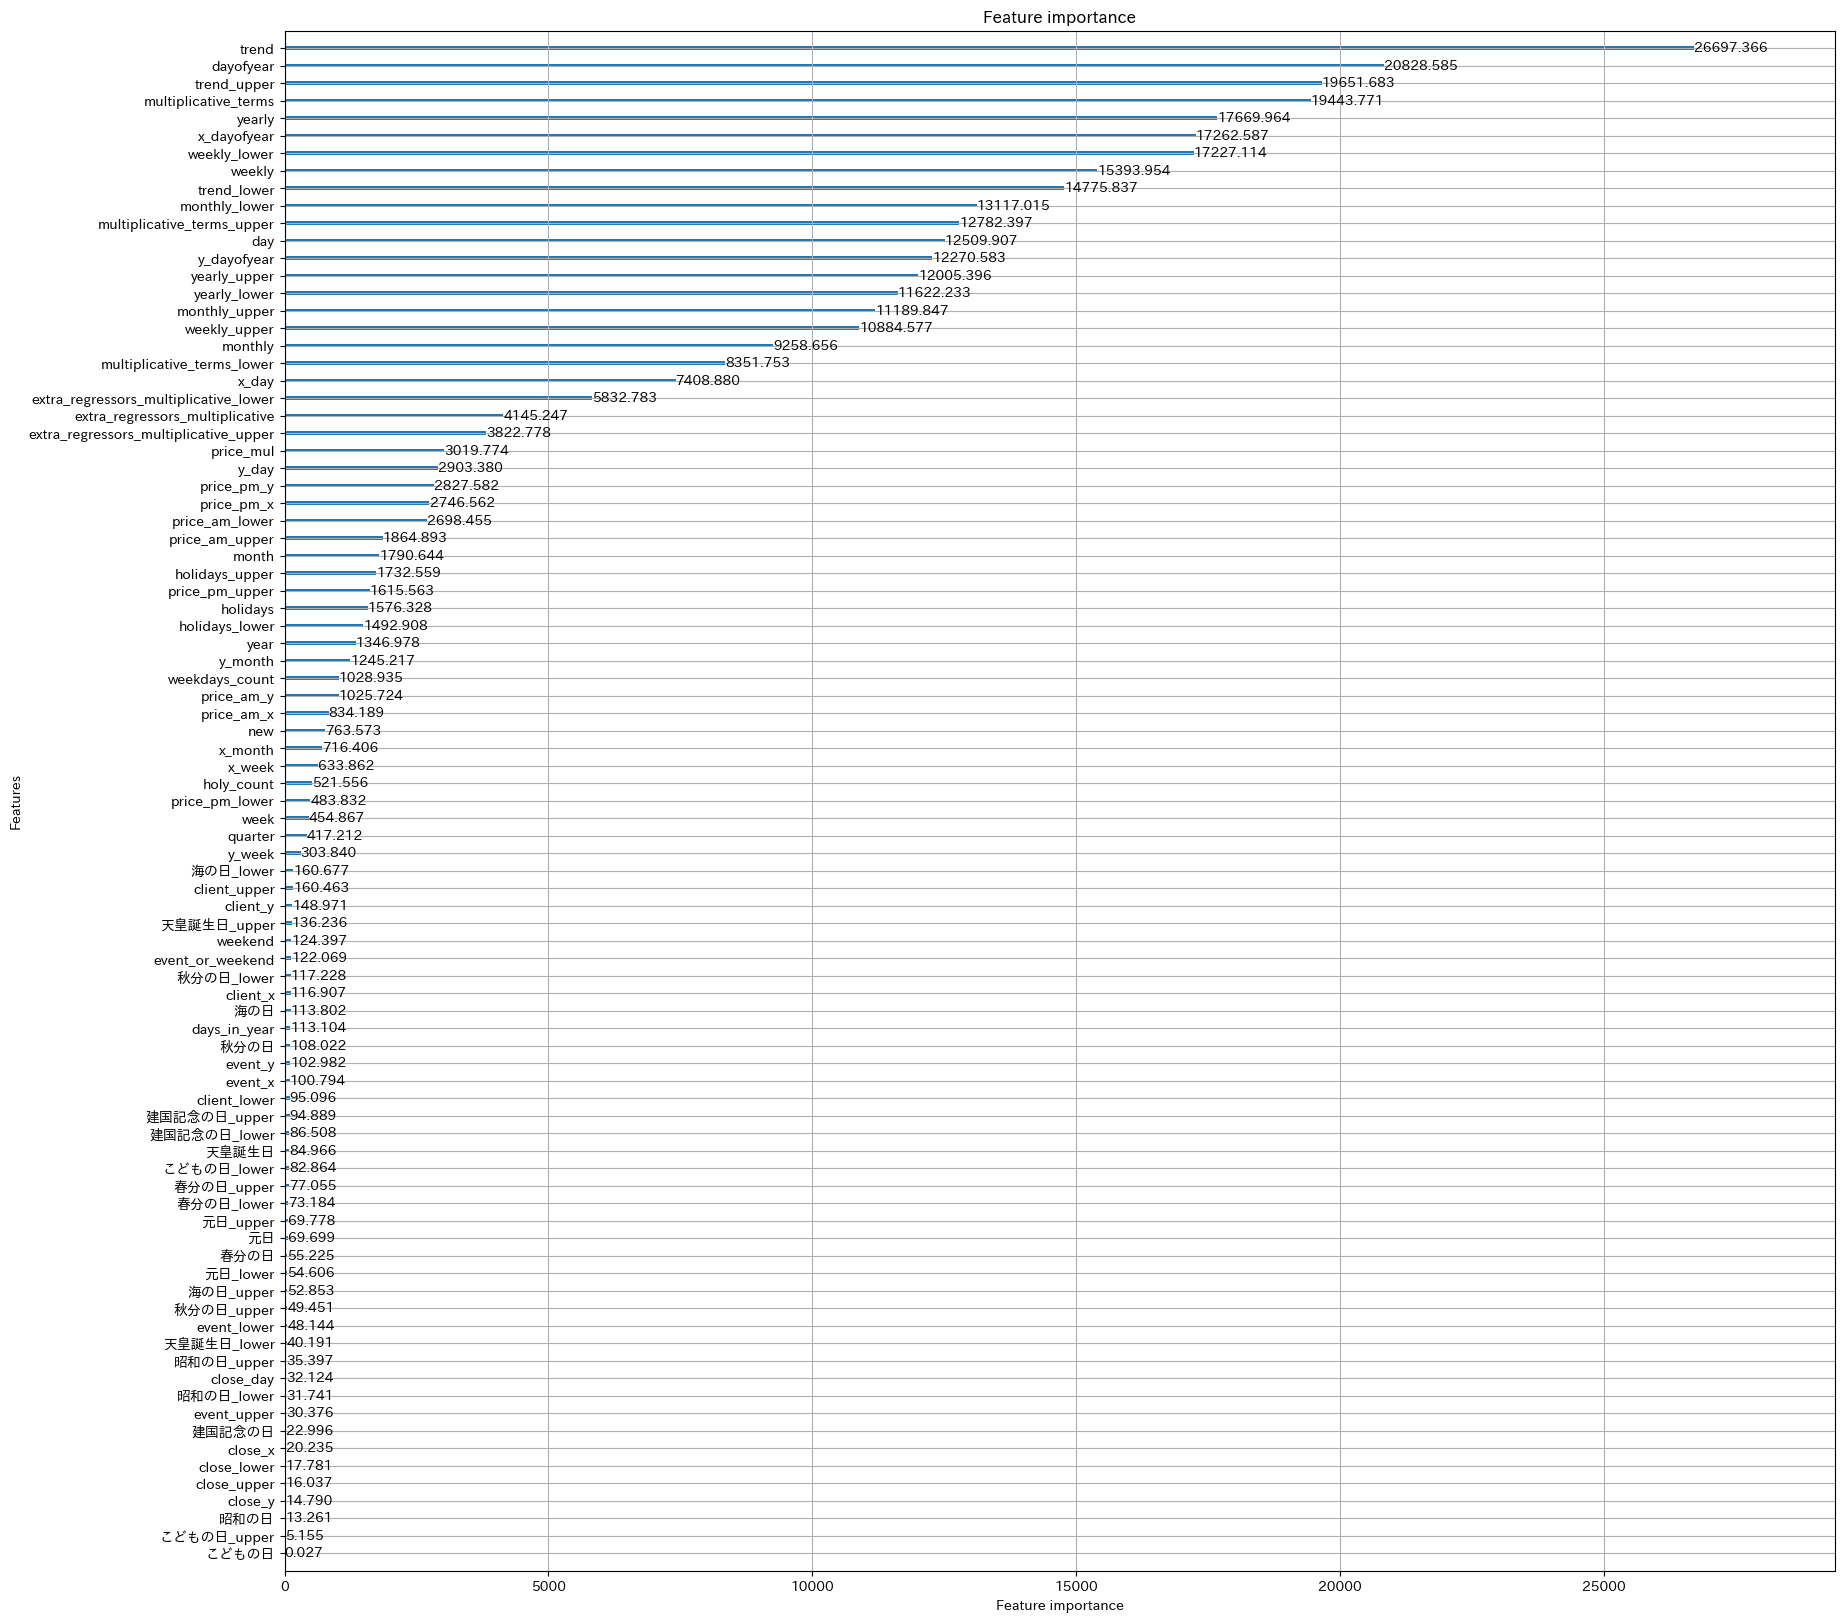 Feature importance
trend 26697.366
dayofyear 20828.585
trend_upper 19651.683
multiplicative_terms 19443.771
yearly 17669.964
x_dayofyear 17262.587
weekly_lower 17227.114
weekly 15393.954
trend_lower 14775.837
monthly_lower 13117.015
multiplicative_terms_upper 12782.397
day 12509.907
y_dayofyear 12270.583
yearly_upper 12005.396
yearly_lower 11622.233
monthly_upper 11189.847
weekly_upper 10884.577
monthly 9258.656
multiplicative_terms_lower 8351.753
x_day 7408.880
extra_regressors_multiplicative_lower 5832.783
extra_regressors_multiplicative 4145.247
extra_regressors_multiplicative_upper 3822.778
price_mul 3019.774
y_day 2903.380
price_pm_y 2827.582
price_pm_x 2746.562
price_am_lower 2698.455
price_am_upper 1864.893
month 1790.644
holidays_upper 1732.559
price_pm_upper 1615.563
holidays 1576.328
holidays_lower 1492.908
year 1346.978
y_month 1245.217
weekdays_count 1028.935
price_am_y 1025.724
price_am_x 834.189
new 763.573
x_month 716.406
x_week 633.862
holy_count 521.556
price_pm_lower 483.832
week 454.867
quarter 417.212
y_week 303.840
海の日_lower 160.677
client_upper 160.463
client_y 148.971
天皇誕生日_upper 136.236
weekend 124.397
event_or_weekend 122.069
秋分の日_lower 117.228
client_x 116.907
海の日 113.802
days_in_year 113.104
秋分の日 108.022
event_y 102.982
event_x 100.794
client_lower 95.096
建国記念の日_upper 94.889
建国記念の日_lower 86.508
天皇誕生日 84.966
こどもの日_lower 82.864
春分の日_upper 77.055
春分の日_lower 73.184
元日_upper 69.778
元日 69.699
春分の日 55.225
元日_lower 54.606
海の日_upper 52.853
秋分の日_upper 49.451
event_lower 48.144
天皇誕生日_lower 40.191
昭和の日_upper 35.397
close_day 32.124
昭和の日_lower 31.741
event_upper 30.376
建国記念の日 22.996
close_x 20.235
close_lower 17.781
close_upper 16.037
close_y 14.790
昭和の日 13.261
こどもの日_upper 5.155
こどもの日 0.027
Features
0 5000 10000 15000 20000 25000
Feature importance